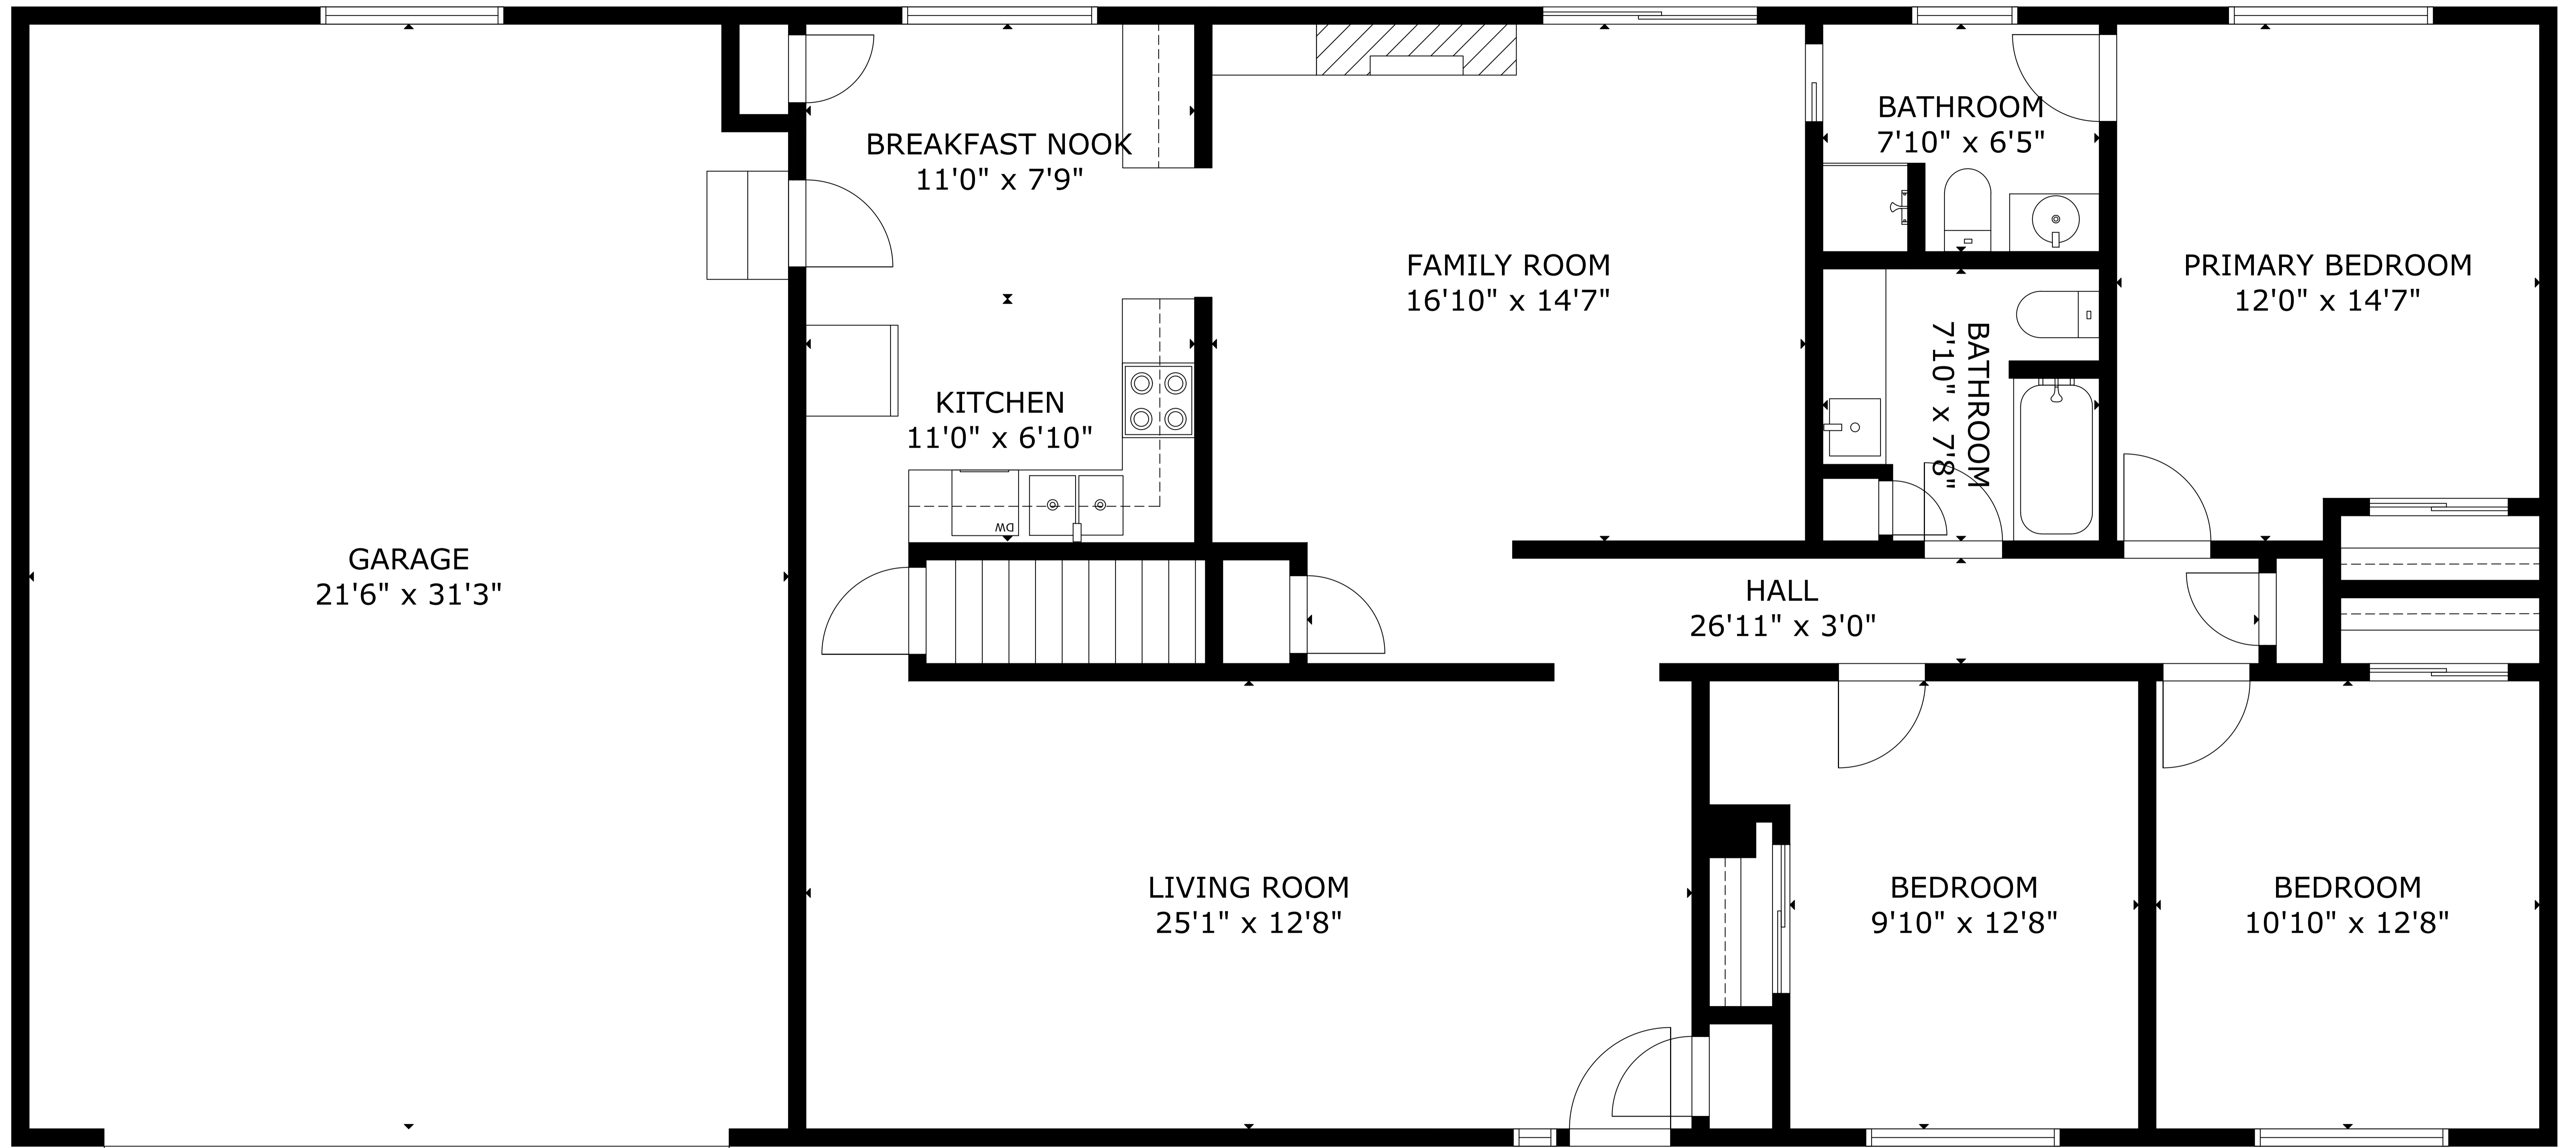 BREAKFAST NOOK
11'0" x 7'9"
BATHROOM
7'10" x 6'5"
FAMILY ROOM
16'10" x 14'7"
PRIMARY BEDROOM
12'0" x 14'7"
BATHROOM
7'10" x 7'8"
KITCHEN
11'0" x 6'10"
DW
GARAGE
21'6" x 31'3"
HALL
26'11" x 3'0"
LIVING ROOM
25'1" x 12'8"
BEDROOM
9'10" x 12'8"
BEDROOM
10'10" x 12'8"